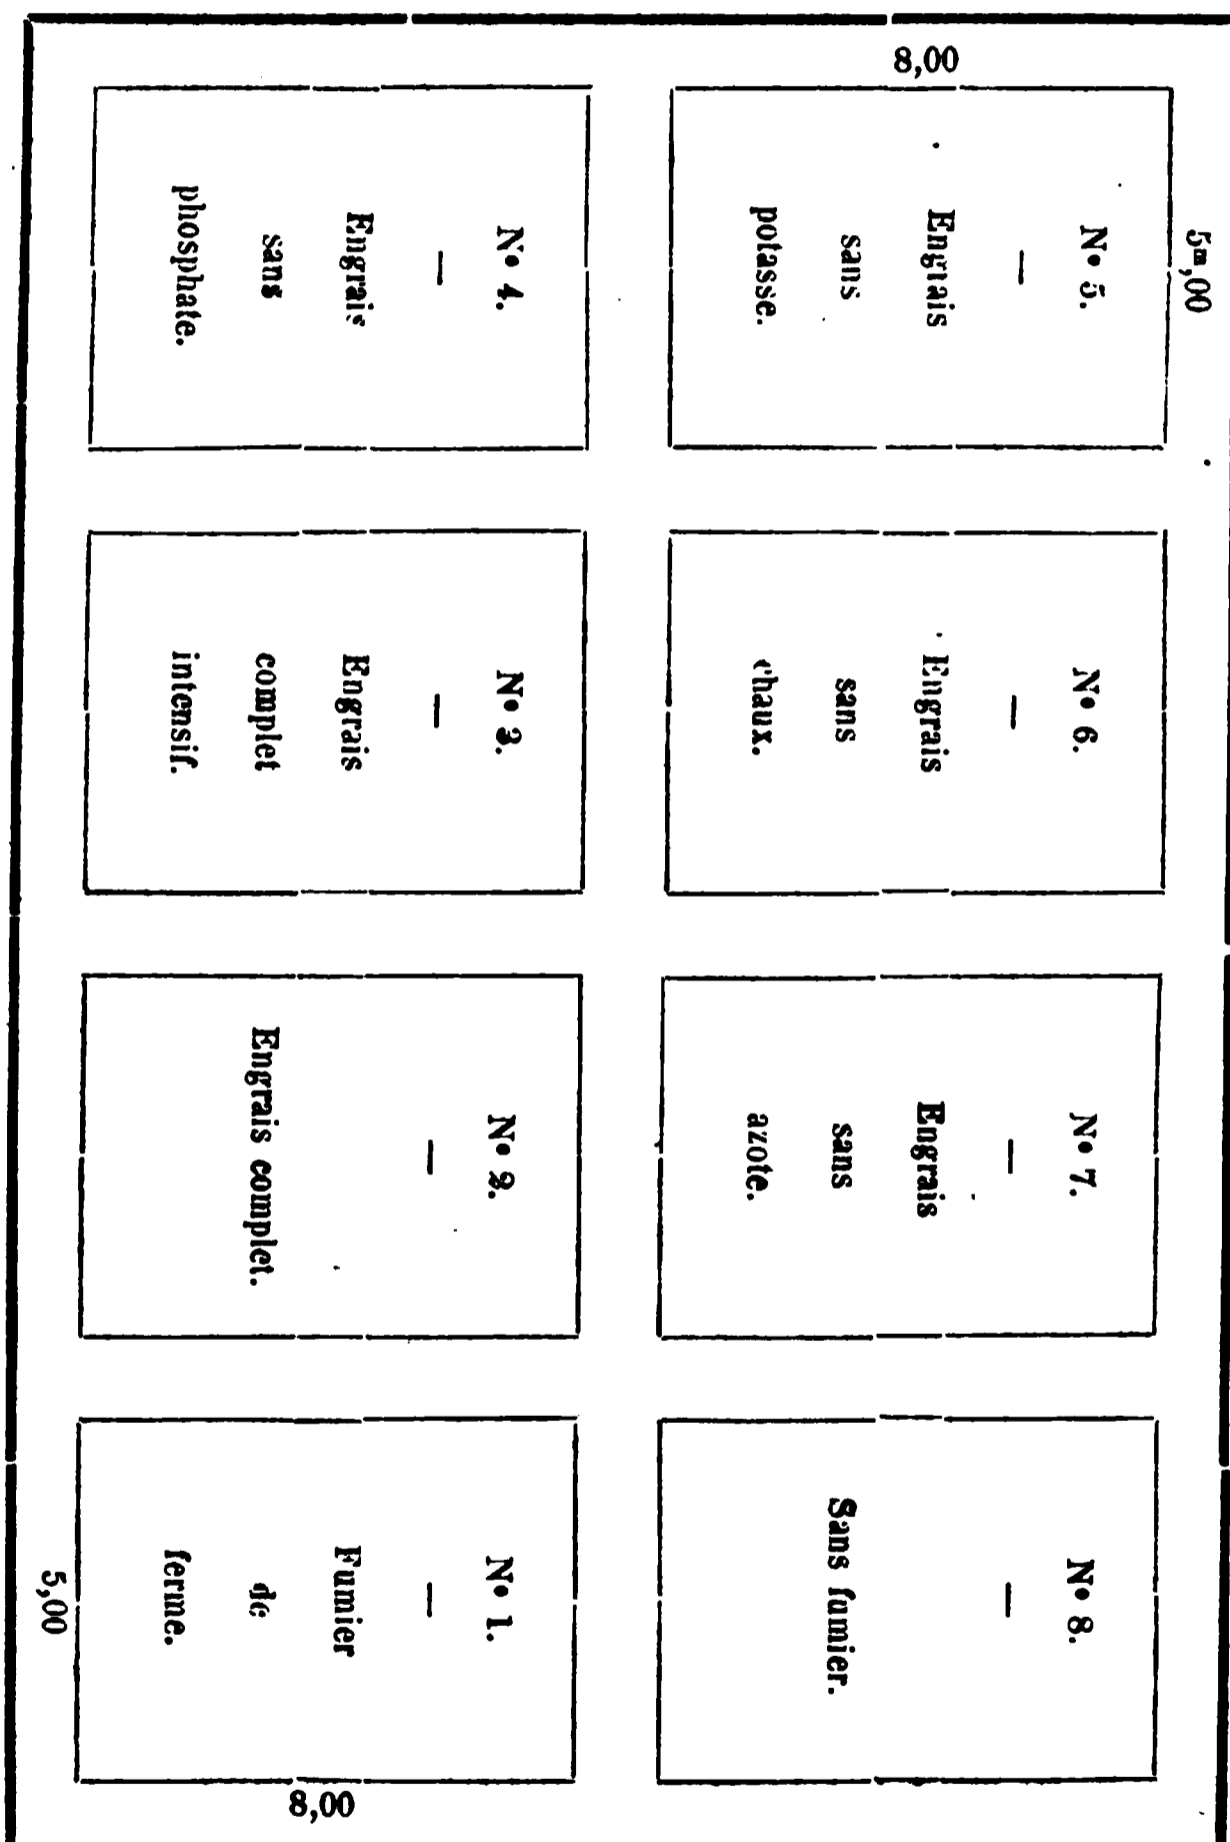 8,00
5m,00
N• 4.
—
Engrais
sans
phosphate.
N• 5.
—
Engrais
sans
potasse.
N• 3.
—
Engrais
complet
intensif.
N• 6.
—
Engrais
sans
chaux.
N• 2.
—
Engrais complet.
N• 7.
—
Engrais
sans
azote.
N• 1.
—
Fumier
de
ferme.
N• 8.
—
Sans fumier.
5,00
8,00